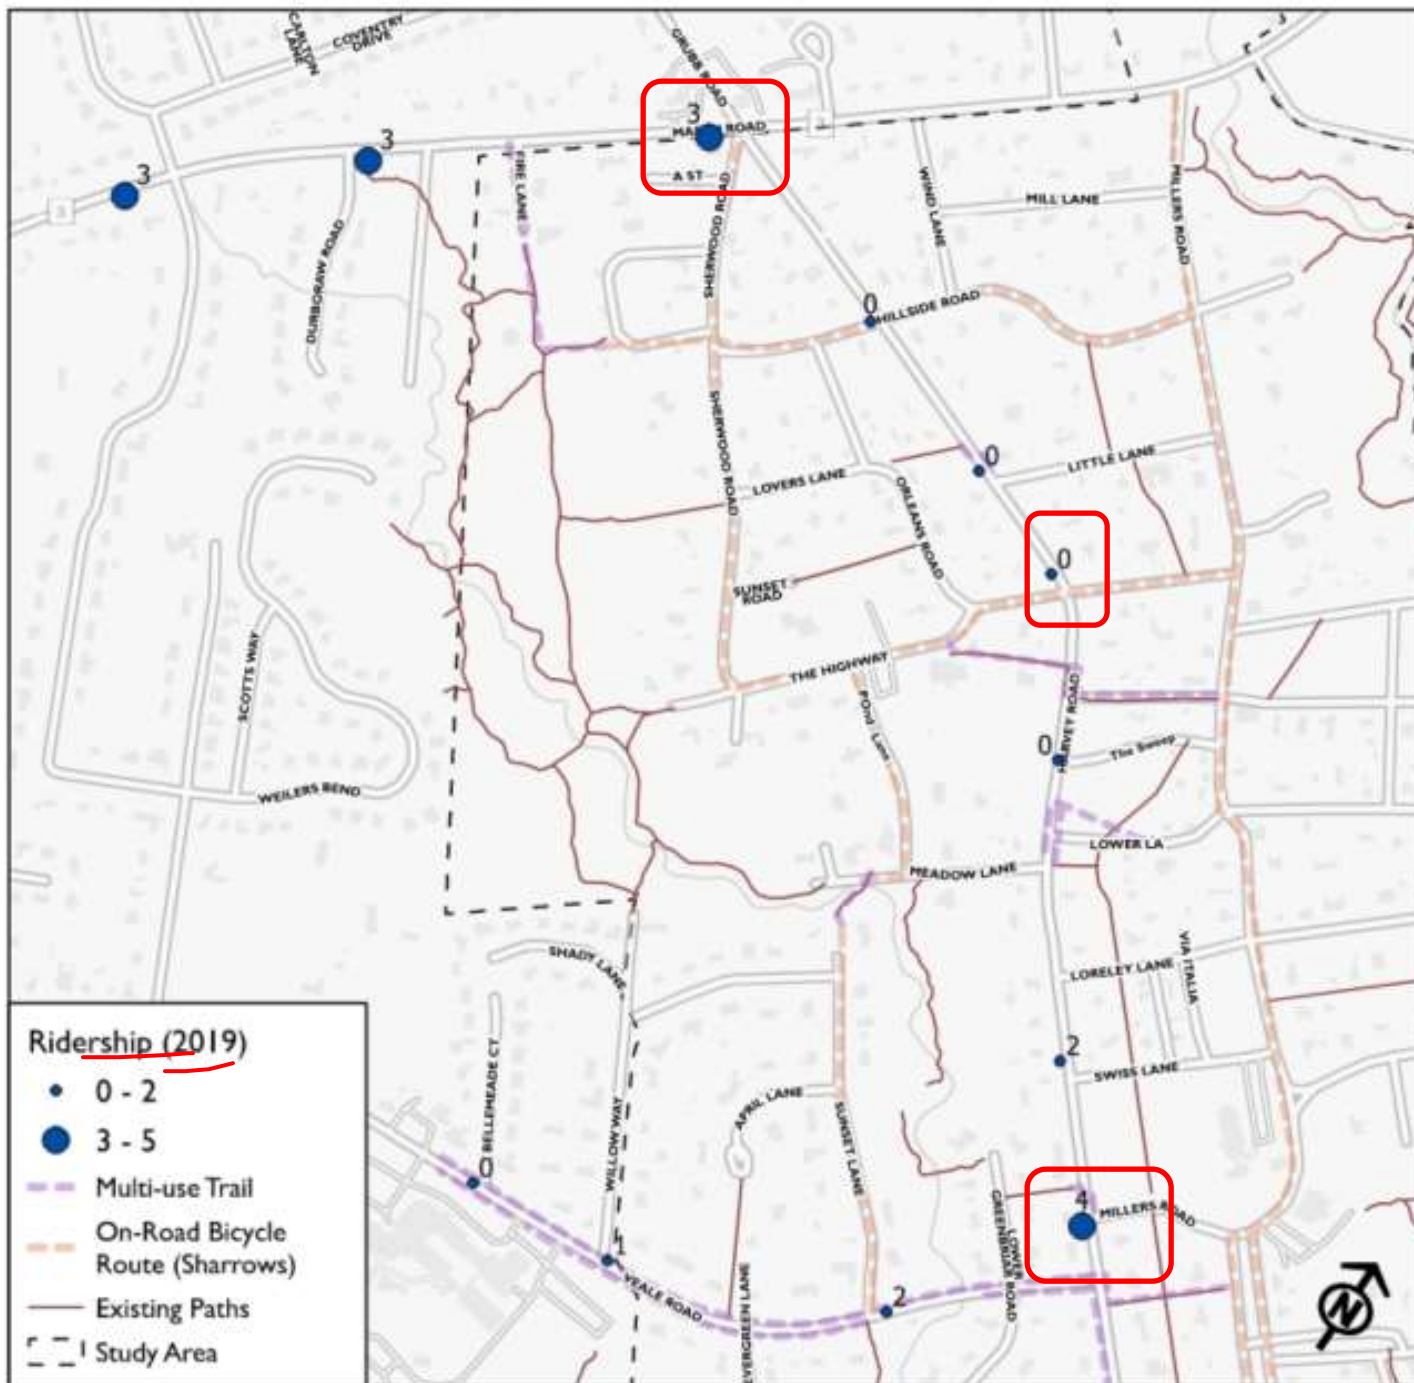 CARLTON
LANE
COVENTRY
DRIVE
GRUBB ROAD
3
ROAD
3
3
FIRE LANE
A ST
WIND LANE
MILL LANE
MILLERS ROAD
DURBORAW ROAD
SHERWOOD ROAD
0
HILLSIDE ROAD
SHERWOOD ROAD
0
LITTLE LANE
LOVERS LANE
ORLEANS ROAD
0
SUNSET
ROAD
SCOTTS WAY
THE HIGHWAY
POnd Lane
HARVEY ROAD
0
The Sweep
WEILERS BEND
LOWER LA
MEADOW LANE
SHADY LANE
LORELEY LANE
VIA ITALIA
2
SWISS LANE
BELLEMEADE CT
APRIL LANE
WILLOW WAY
SUNSET LANE
0
4
MILLERS ROAD
LOWER
GREENBRIAR ROAD
1
VEALE ROAD
2
EVERGREEN LANE
N
Ridership (2019)
0 - 2
3 - 5
Multi-use Trail
On-Road Bicycle
Route (Sharrows)
Existing Paths
Study Area